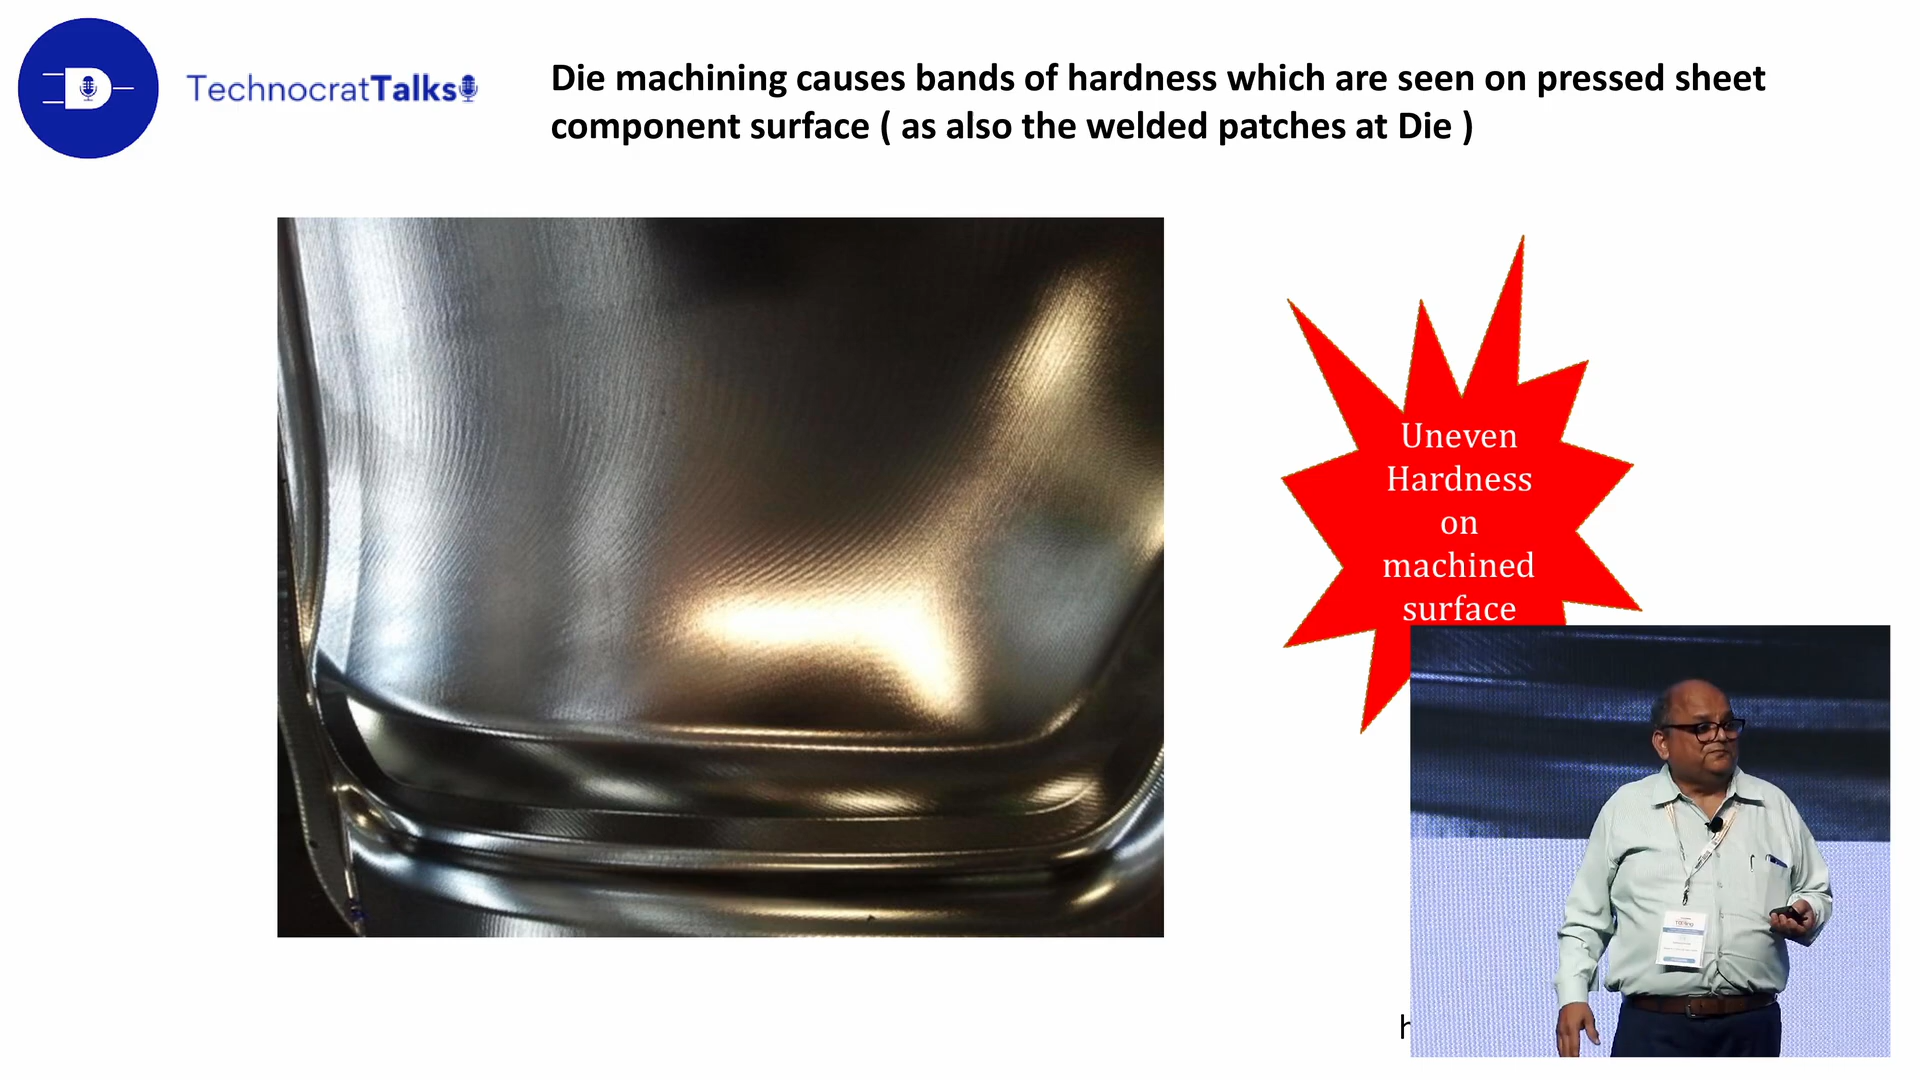 TechnocratTalks
Die machining causes bands of hardness which are seen on pressed sheet
component surface ( as also the welded patches at Die )
Uneven
Hardness
on
machined
surface